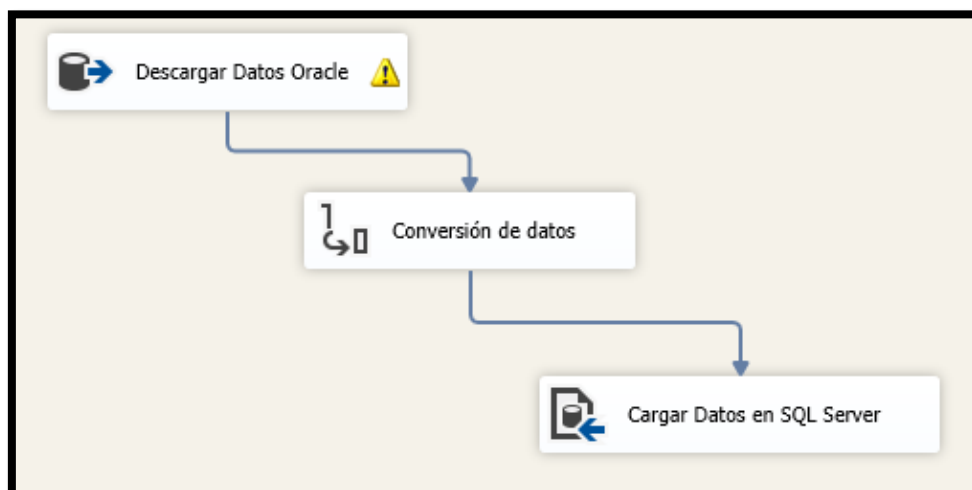 Descargar Datos Oracle
Conversión de datos
Cargar Datos en SQL Server